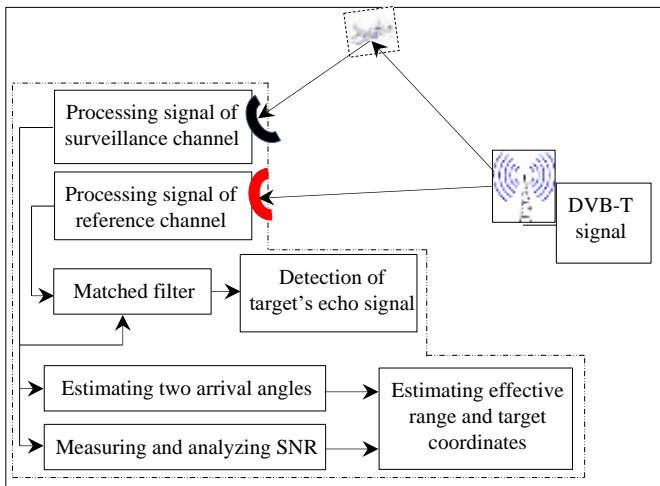 Processing signal of
surveillance channel
Processing signal of
reference channel
DVB-T
signal
Matched filter
Detection of
target's echo signal
Estimating two arrival angles
Estimating effective
range and target
coordinates
Measuring and analyzing SNR